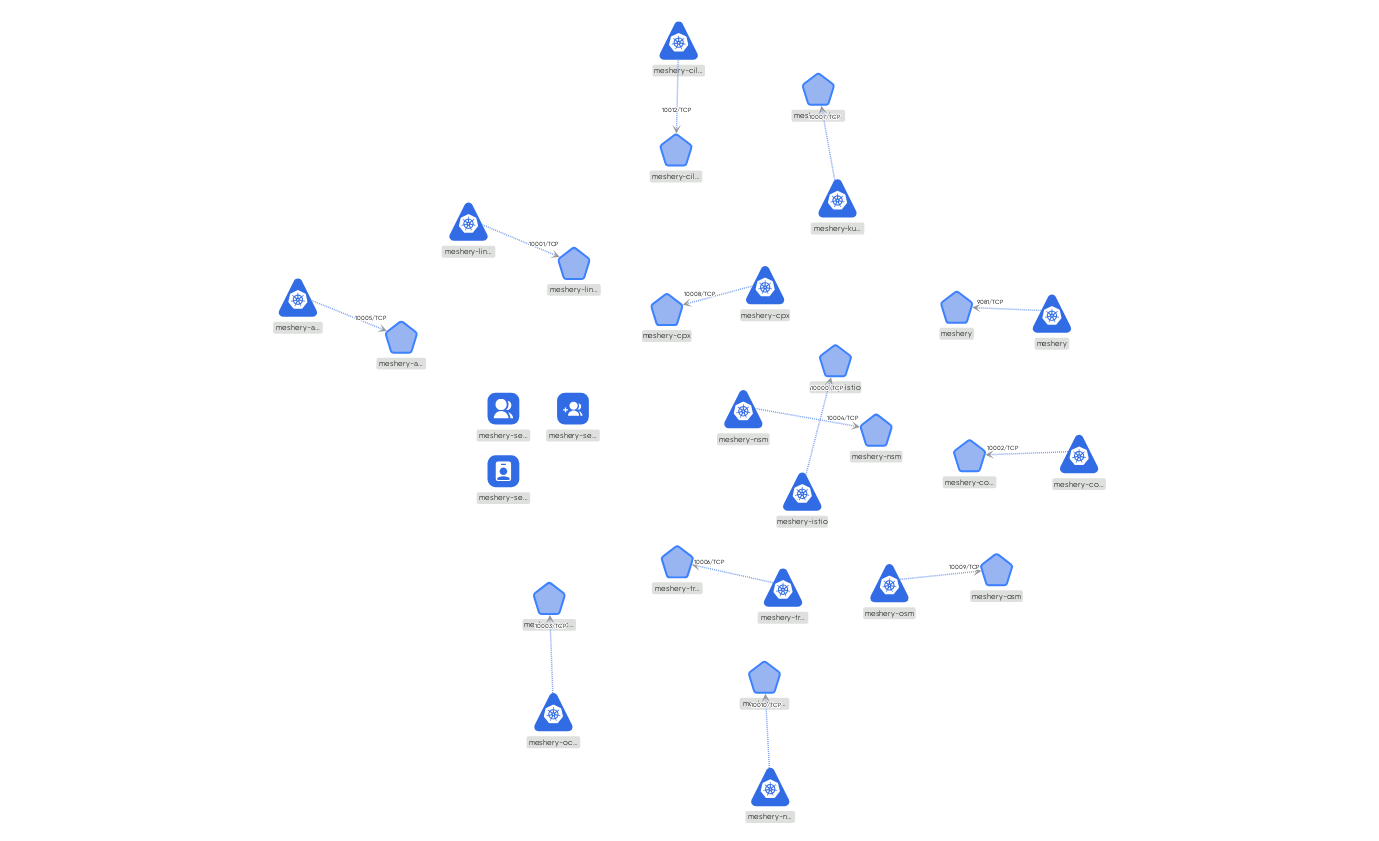 meshery-cil...
10012/TCP
10007/TCP
meshery-cil...
meshery-ku...
10001/TCP
meshery-lin...
meshery-lin...
10008/TCP
9081/TCP
meshery-cpx
10005/TCP
meshery-a...
meshery-cpx
meshery
meshery
meshery-a...
10000/TCP istio
10004/TCP
meshery-se...
meshery-se...
meshery-nsm
10002/TCP
meshery-nsm
meshery-co...
meshery-co...
meshery-se...
meshery-istio
10006/TCP
10009/TCP
meshery-tr...
meshery-osm
meshery-osm
meshery-tr...
10003/TCP
10010/TCP
meshery-oc...
meshery-n...